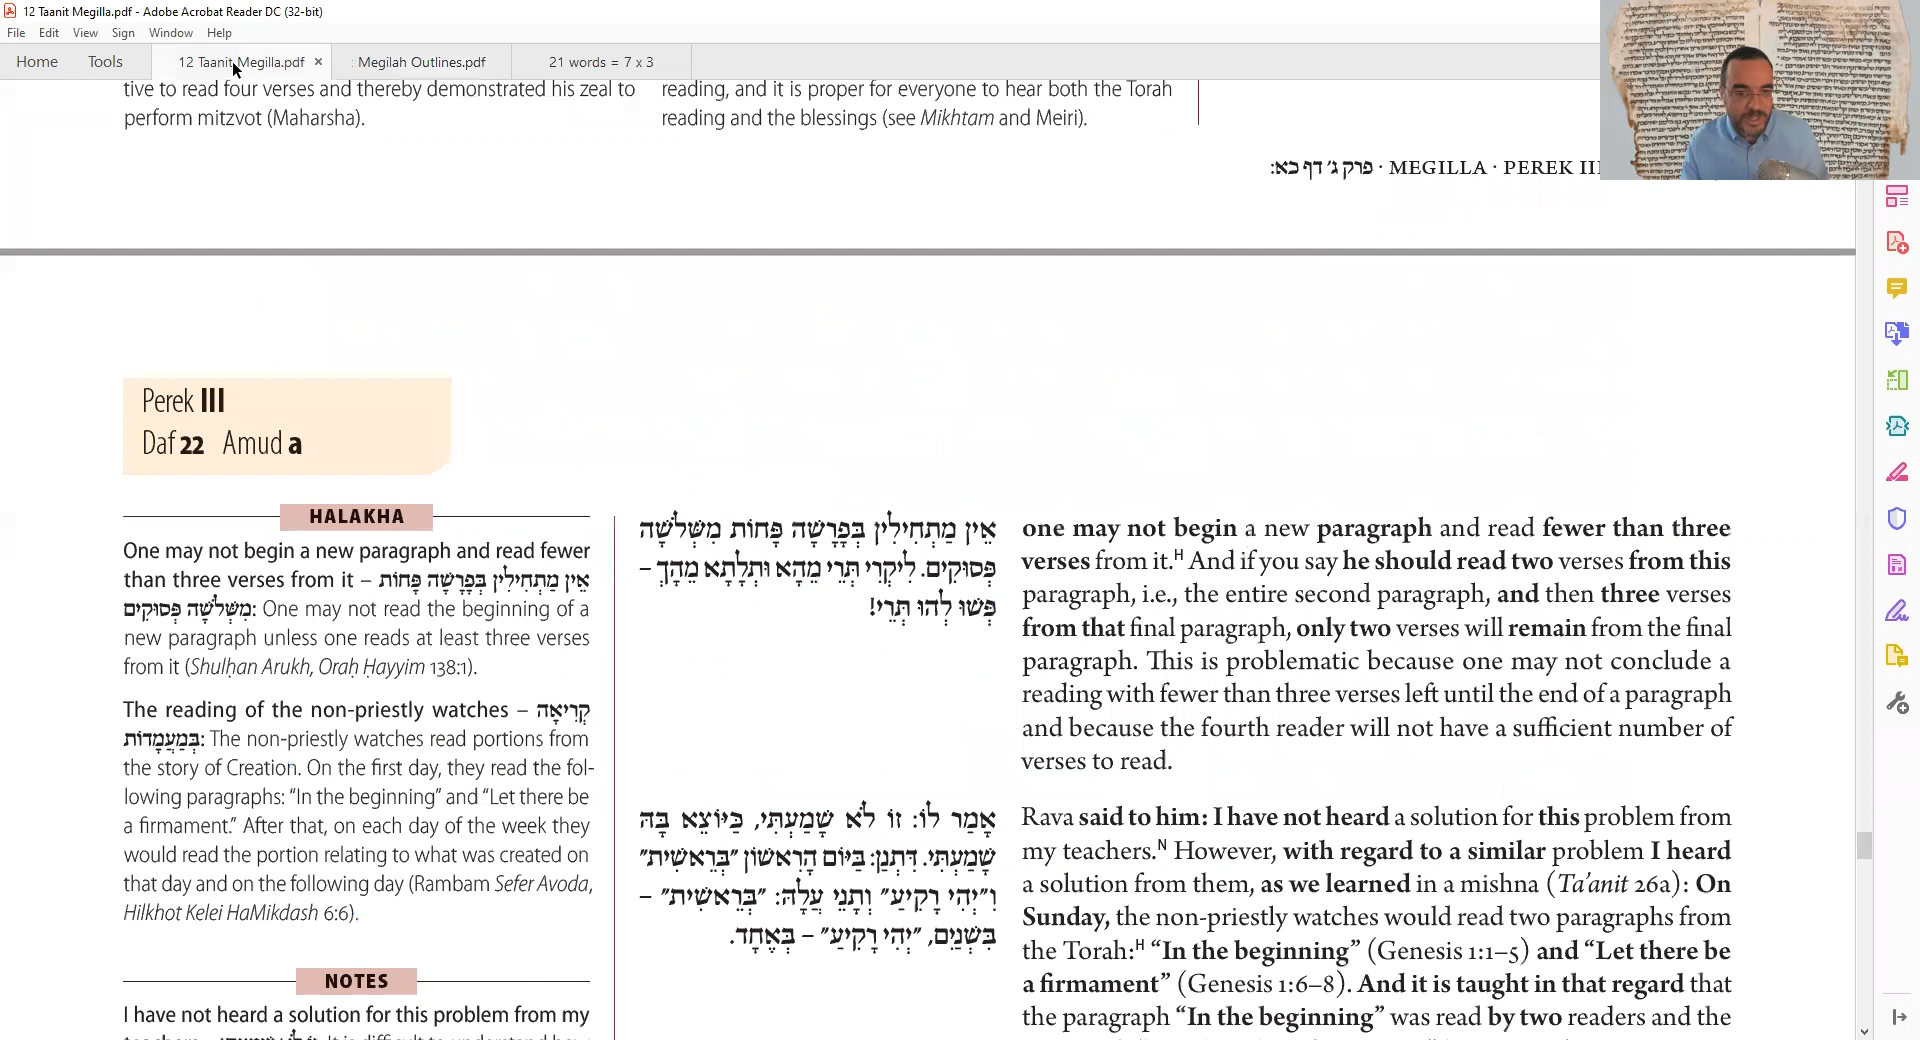 12 Taanit Megilla.pdf - Adobe Acrobat Reader DC (32-bit)
File Edit View Sign Window Help
Home Tools 12 Taanit Megilla.pdf × Megilah Outlines.pdf 21 words = 7 x 3
tive to read four verses and thereby demonstrated his zeal to
perform mitzvot (Maharsha).
reading, and it is proper for everyone to hear both the Torah
reading and the blessings (see Mikhtam and Meiri).
פרק ג׳ דף כא: · MEGILLA · PEREK III
Perek III
Daf 22 Amud a
HALAKHA
One may not begin a new paragraph and read fewer
than three verses from it – אֵין מַתְחִילִין בְּפָרָשָׁה פָּחוֹת
מִשְּׁלֹשָׁה פְּסוּקִים: One may not read the beginning of a
new paragraph unless one reads at least three verses
from it (Shulḥan Arukh, Oraḥ Ḥayyim 138:1).
The reading of the non-priestly watches – קְרִיאָה
בְּמַעֲמָדוֹת: The non-priestly watches read portions from
the story of Creation. On the first day, they read the fol-
lowing paragraphs: “In the beginning” and “Let there be
a firmament.” After that, on each day of the week they
would read the portion relating to what was created on
that day and on the following day (Rambam Sefer Avoda,
Hilkhot Kelei HaMikdash 6:6).
NOTES
I have not heard a solution for this problem from my
אֵין מַתְחִילִין בְּפָרָשָׁה פָּחוֹת מִשְּׁלֹשָׁה
פְּסוּקִים. לִיקְרֵי תְּרֵי מֵהָא וּתְלָתָא מֵהָךְ –
פָּשׁוּ לְהוּ תְּרֵי!
אָמַר לוֹ: זוֹ לֹא שָׁמַעְתִּי, כַּיּוֹצֵא בָּהּ
שָׁמַעְתִּי. דִּתְנַן: בַּיּוֹם הָרִאשׁוֹן ״בְּרֵאשִׁית״
וִ״יְהִי רָקִיעַ״ וְתָנֵי עֲלַהּ: ״בְּרֵאשִׁית״ –
בִּשְׁנַיִם, ״יְהִי רָקִיעַ״ – בְּאֶחָד.
one may not begin a new paragraph and read fewer than three
verses from it.ᴴ And if you say he should read two verses from this
paragraph, i.e., the entire second paragraph, and then three verses
from that final paragraph, only two verses will remain from the final
paragraph. This is problematic because one may not conclude a
reading with fewer than three verses left until the end of a paragraph
and because the fourth reader will not have a sufficient number of
verses to read.
Rava said to him: I have not heard a solution for this problem from
my teachers.ᴺ However, with regard to a similar problem I heard
a solution from them, as we learned in a mishna (Ta’anit 26a): On
Sunday, the non-priestly watches would read two paragraphs from
the Torah:ᴴ “In the beginning” (Genesis 1:1–5) and “Let there be
a firmament” (Genesis 1:6–8). And it is taught in that regard that
the paragraph “In the beginning” was read by two readers and the